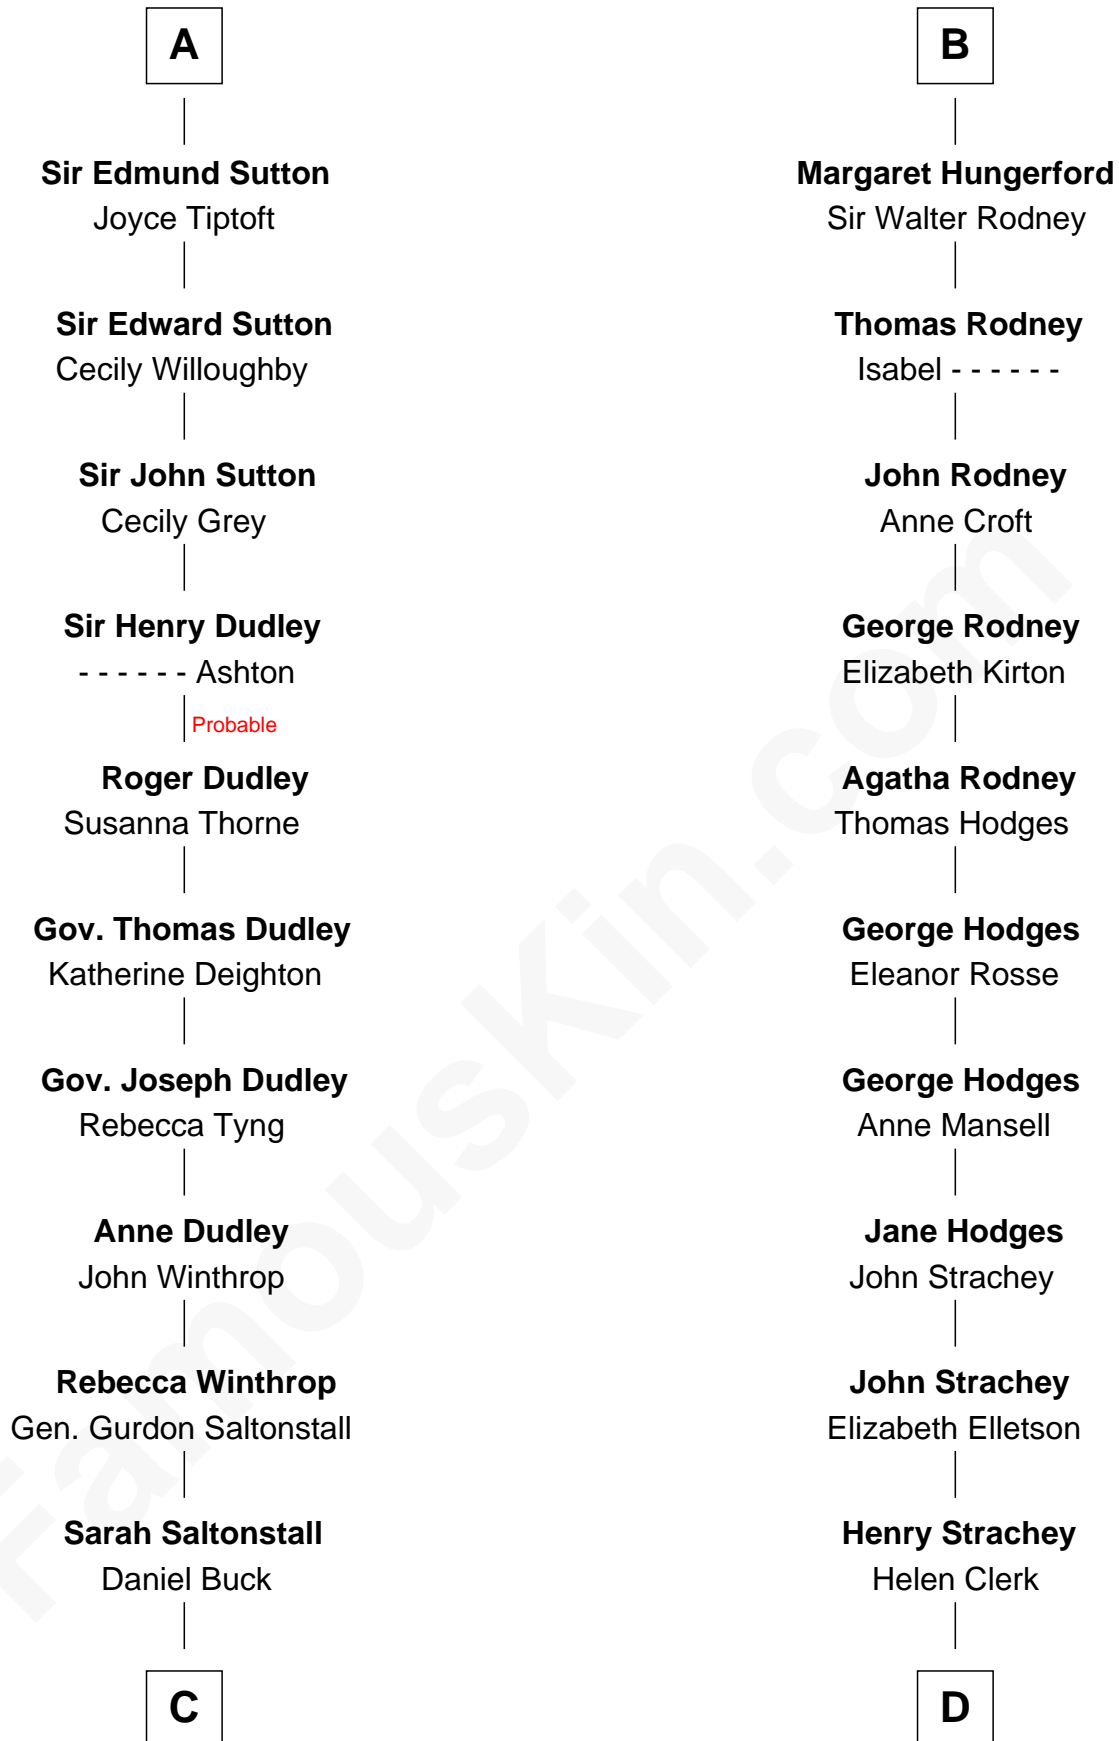 A
Sir Edmund Sutton
Joyce Tiptoft
Sir Edward Sutton
Cecily Willoughby
Sir John Sutton
Cecily Grey
Sir Henry Dudley
- - - - - - Ashton
Probable
Roger Dudley
Susanna Thorne
Gov. Thomas Dudley
Katherine Deighton
Gov. Joseph Dudley
Rebecca Tyng
Anne Dudley
John Winthrop
Rebecca Winthrop
Gen. Gurdon Saltonstall
Sarah Saltonstall
Daniel Buck
C
B
Margaret Hungerford
Sir Walter Rodney
Thomas Rodney
Isabel - - - - - -
John Rodney
Anne Croft
George Rodney
Elizabeth Kirton
Agatha Rodney
Thomas Hodges
George Hodges
Eleanor Rosse
George Hodges
Anne Mansell
Jane Hodges
John Strachey
John Strachey
Elizabeth Elletson
Henry Strachey
Helen Clerk
D
FamousKin.com